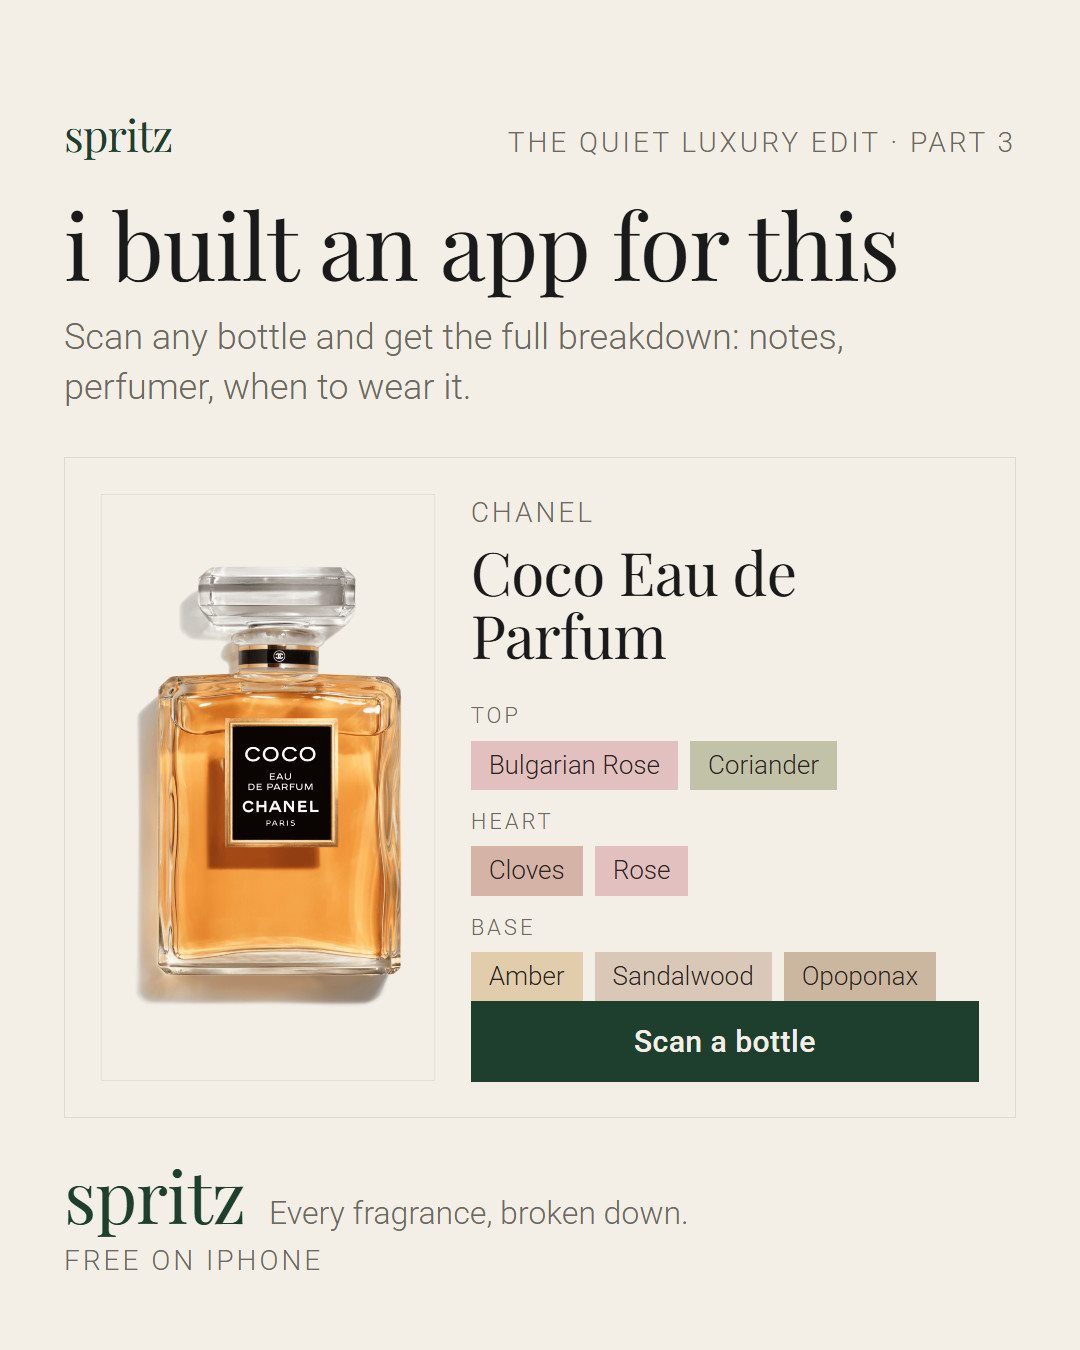 spritz
THE QUIET LUXURY EDIT · PART 3
i built an app for this
Scan any bottle and get the full breakdown: notes,
perfumer, when to wear it.
CHANEL
Coco Eau de
Parfum
TOP
Bulgarian Rose
Coriander
HEART
Cloves
Rose
BASE
Amber
Sandalwood
Opoponax
Scan a bottle
COCO
EAU
DE PARFUM
CHANEL
PARIS
spritz
Every fragrance, broken down.
FREE ON IPHONE